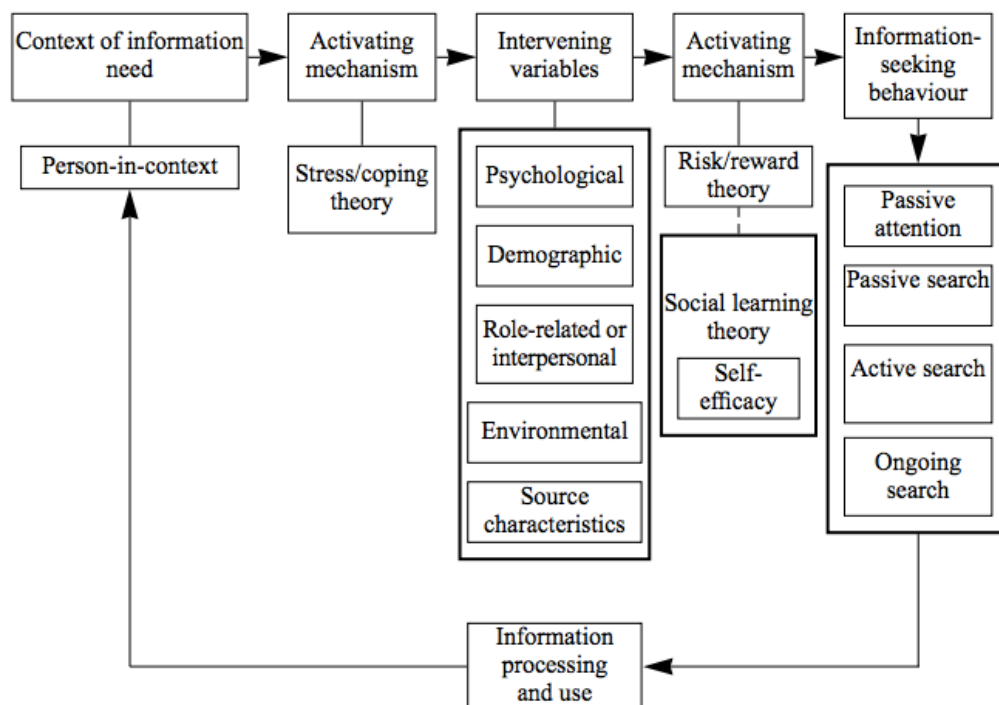 Context of information
need
Activating
mechanism
Intervening
variables
Activating
mechanism
Information-
seeking
behaviour
Person-in-context
Stress/coping
theory
Psychological
Demographic
Role-related or
interpersonal
Environmental
Source
characteristics
Risk/reward
theory
Social learning
theory
Self-
efficacy
Passive
attention
Passive search
Active search
Ongoing
search
Information
processing
and use